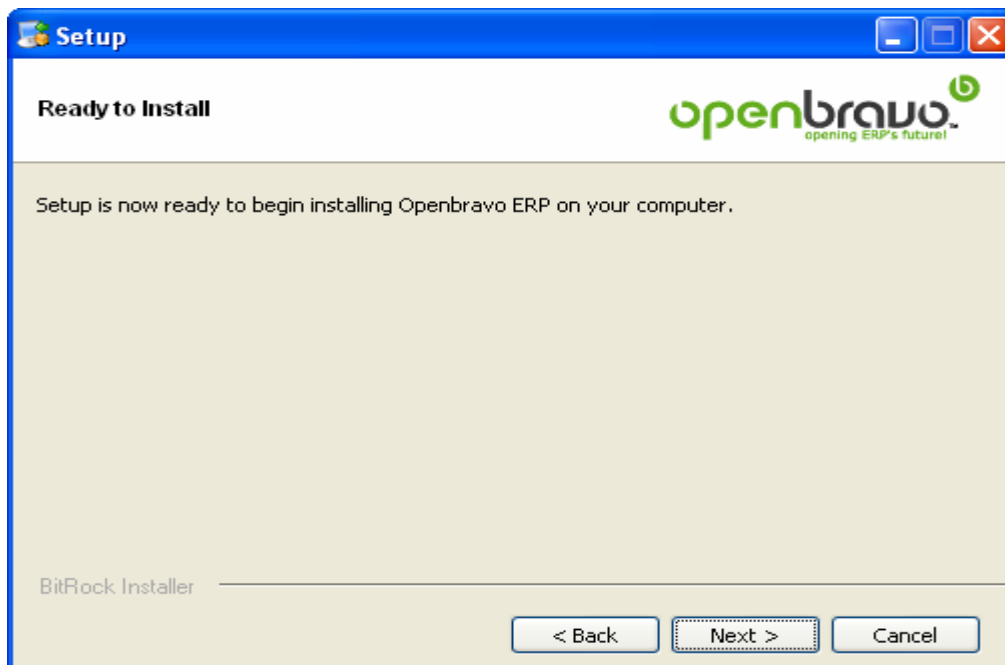 Setup
Ready to Install
openbravo™
opening ERP's future!
Setup is now ready to begin installing Openbravo ERP on your computer.
BitRock Installer
< Back Next > Cancel